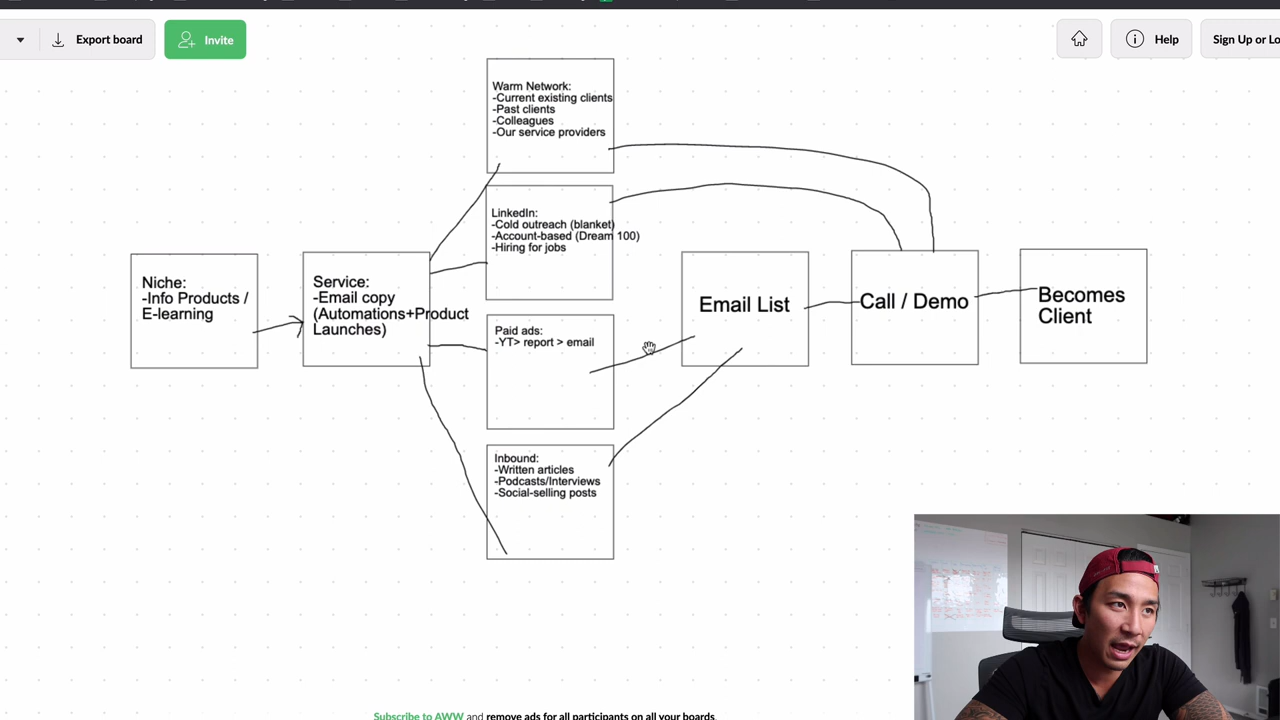 Export board
Invite
Help
Sign Up or Lo
Warm Network:
-Current existing clients
-Past clients
-Colleagues
-Our service providers
LinkedIn:
-Cold outreach (blanket)
-Account-based (Dream 100)
-Hiring for jobs
Niche:
-Info Products /
E-learning
Service:
-Email copy
(Automations+Product
Launches)
Paid ads:
-YT> report > email
Inbound:
-Written articles
-Podcasts/Interviews
-Social-selling posts
Email List
Call / Demo
Becomes
Client
Subscribe to AWW and remove ads for all participants on all your boards.